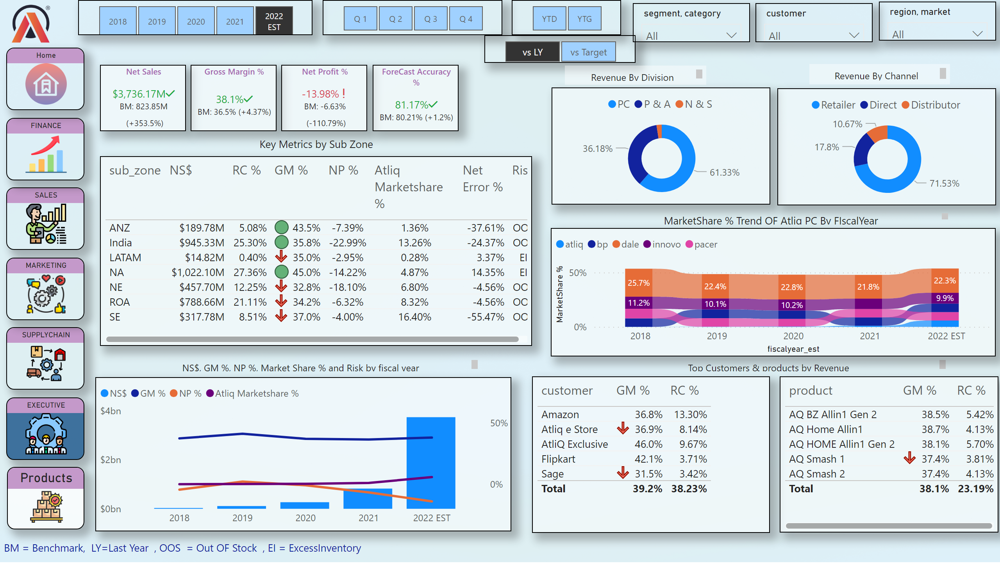 ®
2018 2019 2020 2021 2022 EST
Q 1 Q 2 Q 3 Q 4
YTD YTG
segment, category
All
customer
All
region, market
All
vs LY vs Target
Home
FINANCE
SALES
MARKETING
SUPPLYCHAIN
EXECUTIVE
Products
Net Sales
$3,736.17M
BM: 823.85M
(+353.5%)
Gross Margin %
38.1%
BM: 36.5% (+4.37%)
Net Profit %
-13.98% !
BM: -6.63%
(-110.79%)
ForeCast Accuracy
%
81.17%
BM: 80.21% (+1.2%)
Revenue By Division
PC P & A N & S
36.18%
61.33%
Revenue By Channel
Retailer Direct Distributor
10.67%
17.8%
71.53%
Key Metrics by Sub Zone
sub_zone NS$ RC % GM % NP % Atliq Marketshare % Net Error % Ris
ANZ $189.78M 5.08% 43.5% -7.39% 1.36% -37.61% OO
India $945.33M 25.30% 35.8% -22.99% 13.26% -24.37% OO
LATAM $14.82M 0.40% 35.0% -2.95% 0.28% 3.37% EI
NA $1,022.10M 27.36% 45.0% -14.22% 4.87% 14.35% EI
NE $457.70M 12.25% 32.8% -18.10% 6.80% -4.56% OO
ROA $788.66M 21.11% 34.2% -6.32% 8.32% -4.56% OO
SE $317.78M 8.51% 37.0% -4.00% 16.40% -55.47% OO
MarketShare % Trend OF Atliq PC By FIscalYear
atliq bp dale innovo pacer
MarketShare %
50%
0%
25.7% 22.4% 22.8% 21.8% 22.3%
11.2% 10.1% 10.2% 9.9%
2018 2019 2020 2021 2022 EST
fiscalyear_est
NS$, GM %, NP %, Market Share % and Risk by fiscal year
NS$ GM % NP % Atliq Marketshare %
$4bn
$2bn
$0bn
50%
0%
2018 2019 2020 2021 2022 EST
Top Customers & products by Revenue
customer GM % RC %
Amazon 36.8% 13.30%
Atliq e Store 36.9% 8.14%
AtliQ Exclusive 46.0% 9.67%
Flipkart 42.1% 3.71%
Sage 31.5% 3.42%
Total 39.2% 38.23%
product GM % RC %
AQ BZ Allin1 Gen 2 38.5% 5.42%
AQ Home Allin1 38.7% 4.13%
AQ HOME Allin1 Gen 2 38.1% 5.70%
AQ Smash 1 37.4% 3.81%
AQ Smash 2 37.4% 4.13%
Total 38.1% 23.19%
BM = Benchmark, LY=Last Year , OOS = Out OF Stock , EI = ExcessInventory